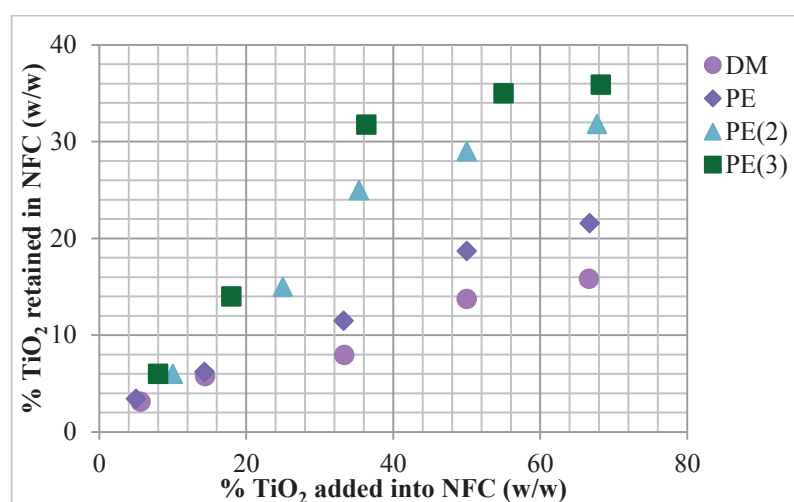 40
30
20
10
0
0 20 40 60 80
% TiO₂ retained in NFC (w/w)
% TiO₂ added into NFC (w/w)
DM
PE
PE(2)
PE(3)